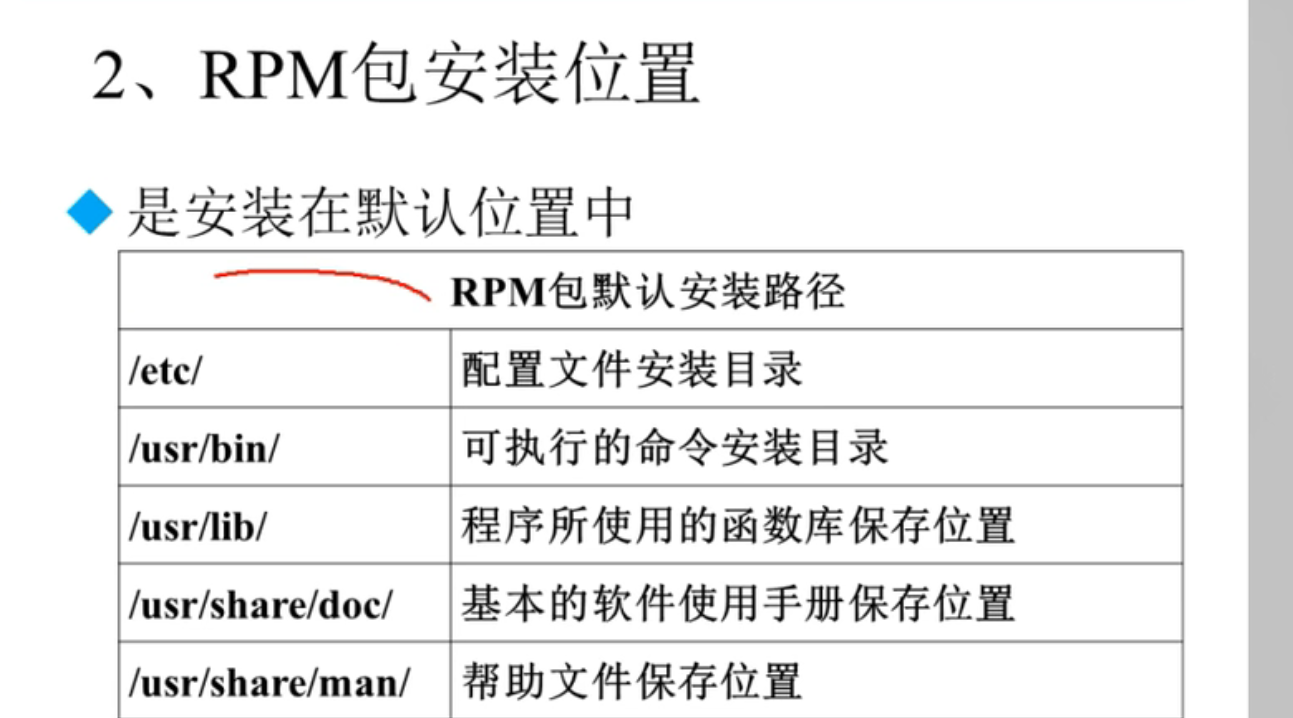 2、RPM包安装位置
是安装在默认位置中
RPM包默认安装路径
/etc/ 配置文件安装目录
/usr/bin/ 可执行的命令安装目录
/usr/lib/ 程序所使用的函数库保存位置
/usr/share/doc/ 基本的软件使用手册保存位置
/usr/share/man/ 帮助文件保存位置